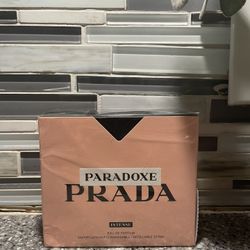 PARADOXE
PRADA
INTENSE
EAU DE PARFUM